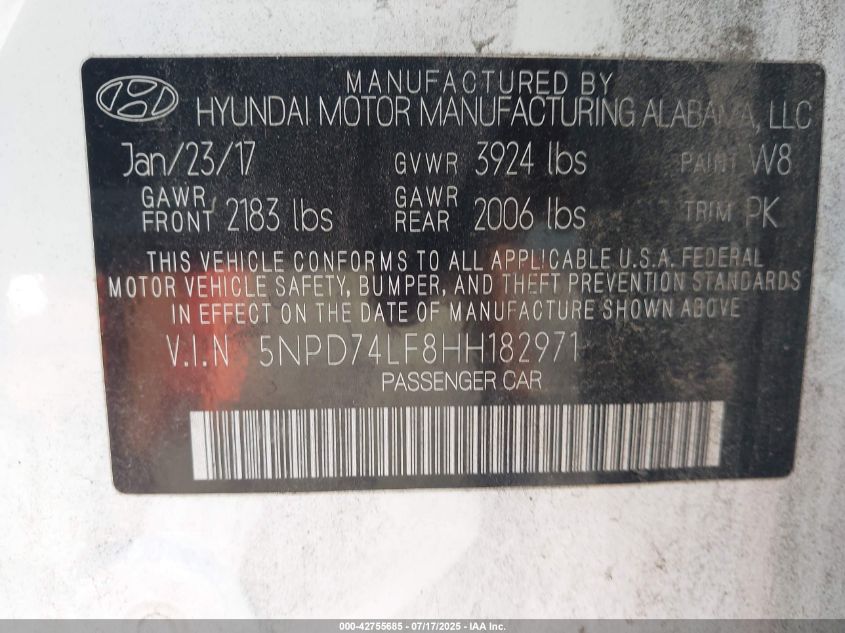 MANUFACTURED BY
HYUNDAI MOTOR MANUFACTURING ALABAMA, LLC
Jan/23/17 GVWR 3924 lbs PAINT W8
GAWR FRONT 2183 lbs GAWR REAR 2006 lbs TRIM PK
THIS VEHICLE CONFORMS TO ALL APPLICABLE U.S.A. FEDERAL
MOTOR VEHICLE SAFETY, BUMPER, AND THEFT PREVENTION STANDARDS
IN EFFECT ON THE DATE OF MANUFACTURE SHOWN ABOVE
V.I.N 5NPD74LF8HH182971
PASSENGER CAR
000-42755685 - 07/17/2025 - IAA Inc.